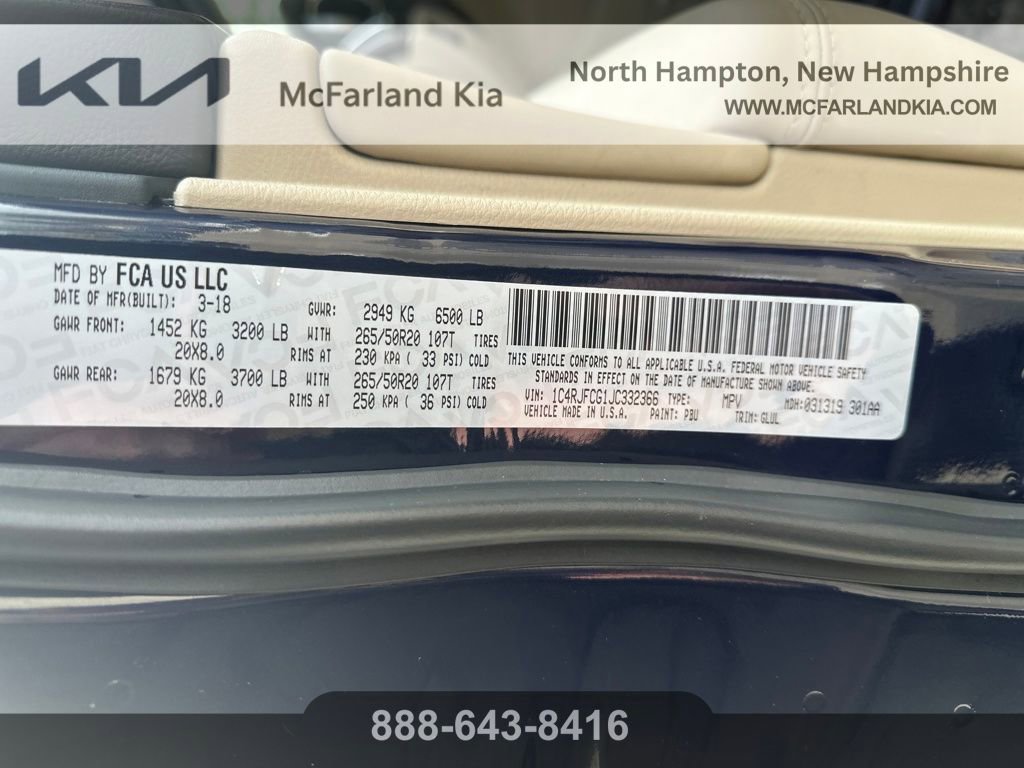 KIA
McFarland Kia
North Hampton, New Hampshire
WWW.MCFARLANDKIA.COM
MFD BY FCA US LLC
DATE OF MFR(BUILT): 3-18 GVWR: 2949 KG 6500 LB
GAWR FRONT: 1452 KG 3200 LB WITH 265/50R20 107T TIRES
20X8.0 RIMS AT 230 KPA ( 33 PSI) COLD
GAWR REAR: 1679 KG 3700 LB WITH 265/50R20 107T TIRES
20X8.0 RIMS AT 250 KPA ( 36 PSI) COLD
THIS VEHICLE CONFORMS TO ALL APPLICABLE U.S.A. FEDERAL MOTOR VEHICLE SAFETY
STANDARDS IN EFFECT ON THE DATE OF MANUFACTURE SHOWN ABOVE.
VIN: 1C4RJFCG1JC332366 TYPE: MPV MDH:031319 301AA
VEHICLE MADE IN U.S.A. PAINT: PBU TRIM: GLUL
888-643-8416